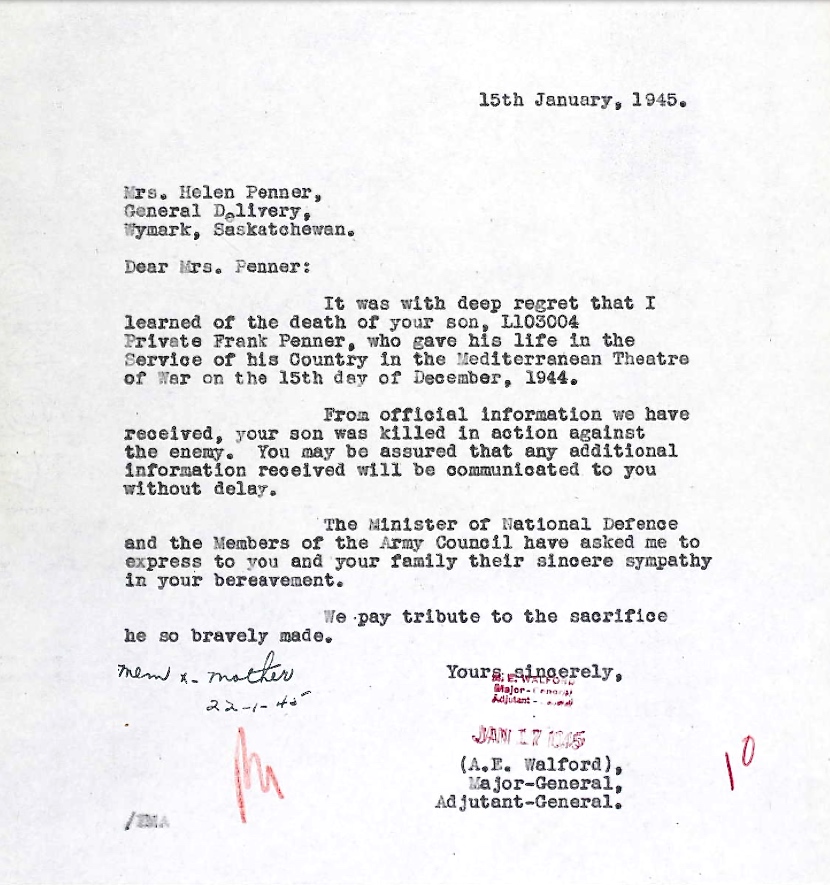 15th January, 1945.
Mrs. Helen Penner,
General Delivery,
Wymark, Saskatchewan.
Dear Mrs. Penner:
It was with deep regret that I
learned of the death of your son, L103004
Private Frank Penner, who gave his life in the
Service of his Country in the Mediterranean Theatre
of War on the 15th day of December, 1944.
From official information we have
received, your son was killed in action against
the enemy. You may be assured that any additional
information received will be communicated to you
without delay.
The Minister of National Defence
and the Members of the Army Council have asked me to
express to you and your family their sincere sympathy
in your bereavement.
We pay tribute to the sacrifice
he so bravely made.
Mem x - mother
22-1-45
Yours sincerely,
A. E. WALFORD,
Major-General
Adjutant-General
JAN 17 1945
(A.E. Walford),
Major-General,
Adjutant-General.
10